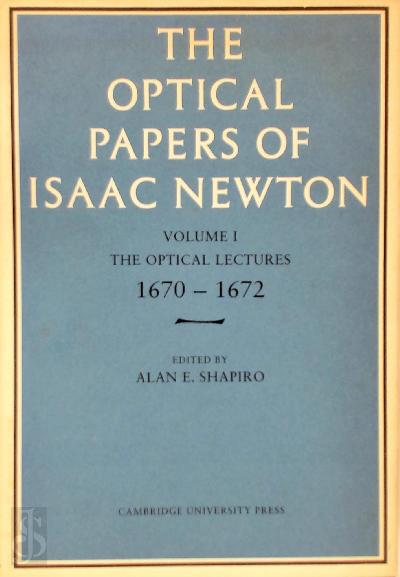 THE
OPTICAL
PAPERS OF
ISAAC NEWTON
VOLUME I
THE OPTICAL LECTURES
1670 – 1672
EDITED BY
ALAN E. SHAPIRO
CAMBRIDGE UNIVERSITY PRESS